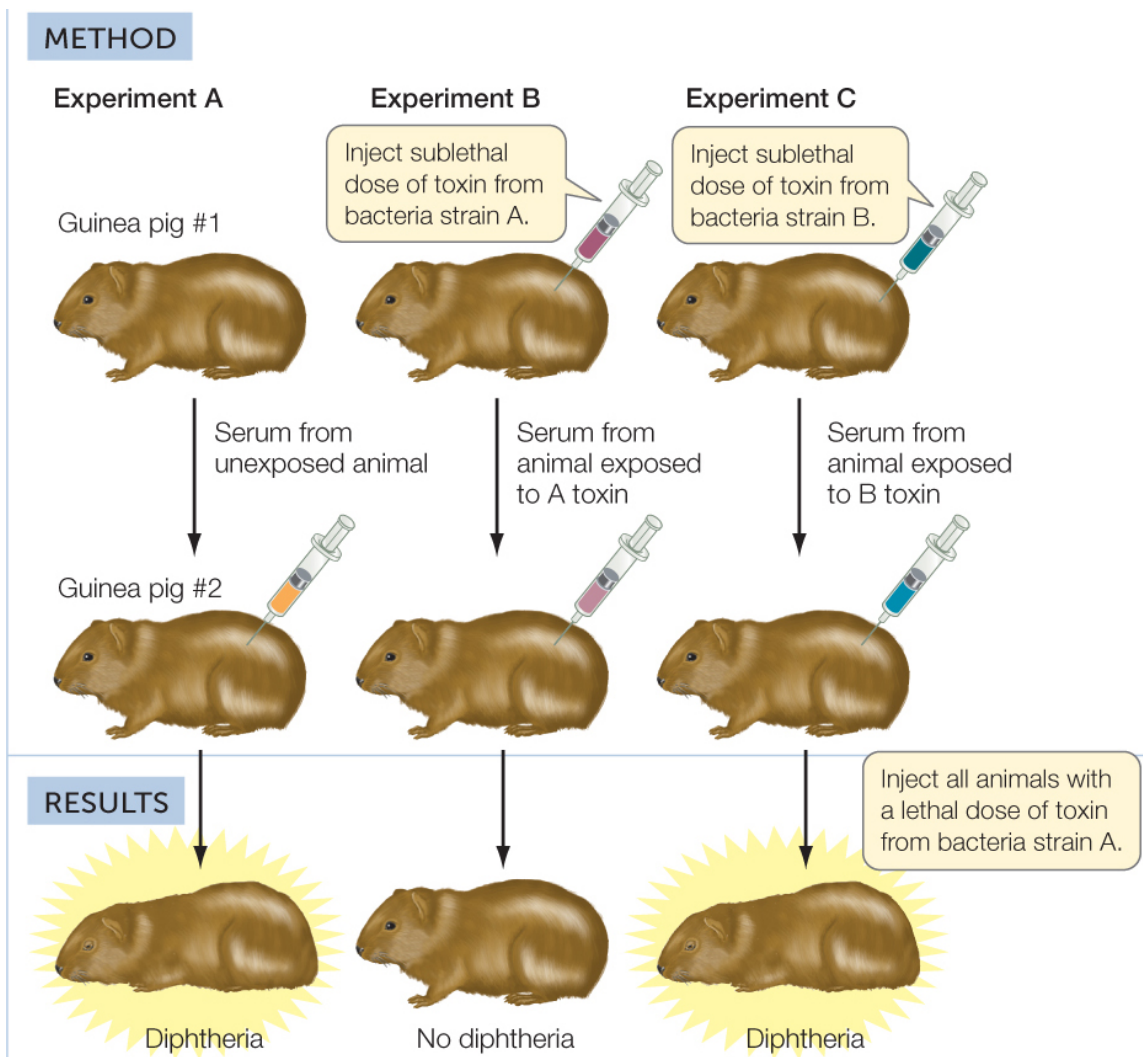 METHOD
Experiment A
Experiment B
Experiment C
Inject sublethal
dose of toxin from
bacteria strain A.
Inject sublethal
dose of toxin from
bacteria strain B.
Guinea pig #1
Serum from
unexposed animal
Serum from
animal exposed
to A toxin
Serum from
animal exposed
to B toxin
Guinea pig #2
RESULTS
Inject all animals with
a lethal dose of toxin
from bacteria strain A.
Diphtheria
No diphtheria
Diphtheria